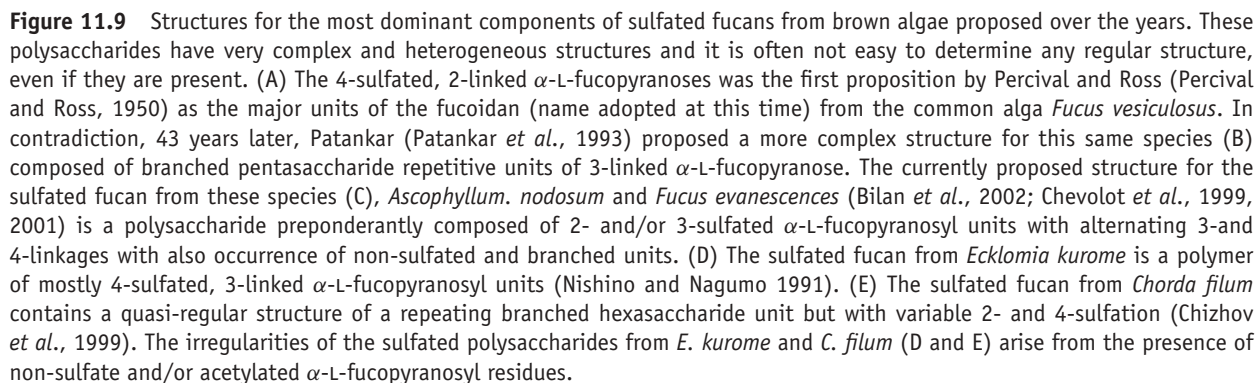 Figure 11.9 Structures for the most dominant components of sulfated fucans from brown algae proposed over the years. These
polysaccharides have very complex and heterogeneous structures and it is often not easy to determine any regular structure,
even if they are present. (A) The 4-sulfated, 2-linked α-L-fucopyranoses was the first proposition by Percival and Ross (Percival
and Ross, 1950) as the major units of the fucoidan (name adopted at this time) from the common alga Fucus vesiculosus. In
contradiction, 43 years later, Patankar (Patankar et al., 1993) proposed a more complex structure for this same species (B)
composed of branched pentasaccharide repetitive units of 3-linked α-L-fucopyranose. The currently proposed structure for the
sulfated fucan from these species (C), Ascophyllum. nodosum and Fucus evanescences (Bilan et al., 2002; Chevolot et al., 1999,
2001) is a polysaccharide preponderantly composed of 2- and/or 3-sulfated α-L-fucopyranosyl units with alternating 3-and
4-linkages with also occurrence of non-sulfated and branched units. (D) The sulfated fucan from Ecklomia kurome is a polymer
of mostly 4-sulfated, 3-linked α-L-fucopyranosyl units (Nishino and Nagumo 1991). (E) The sulfated fucan from Chorda filum
contains a quasi-regular structure of a repeating branched hexasaccharide unit but with variable 2- and 4-sulfation (Chizhov
et al., 1999). The irregularities of the sulfated polysaccharides from E. kurome and C. filum (D and E) arise from the presence of
non-sulfate and/or acetylated α-L-fucopyranosyl residues.